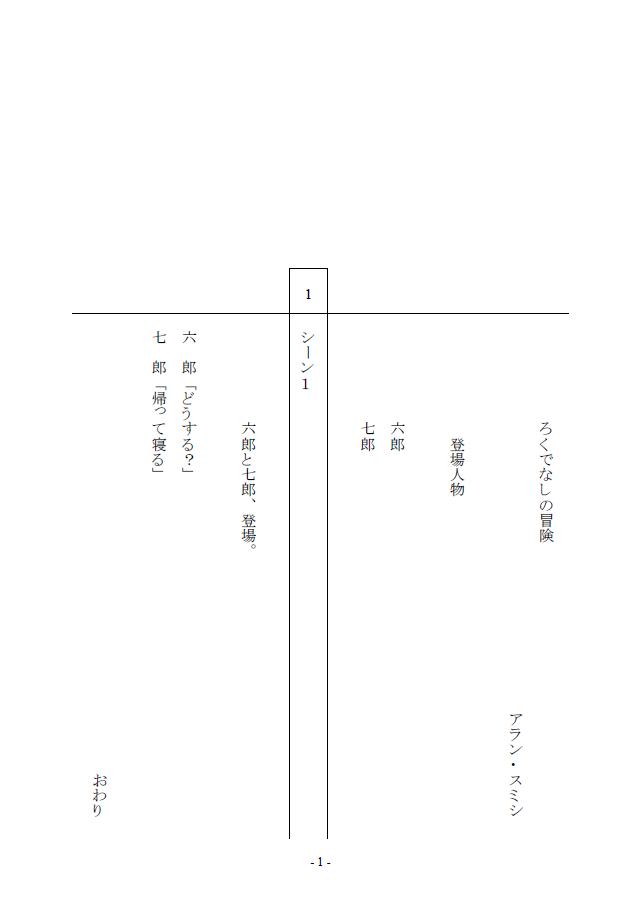 ろくでなしの冒険
アラン・スミシ
登場人物
六郎
七郎
1
シーン１
六郎と七郎、登場。
六　郎「どうする？」
七　郎「帰って寝る」
おわり
- 1 -